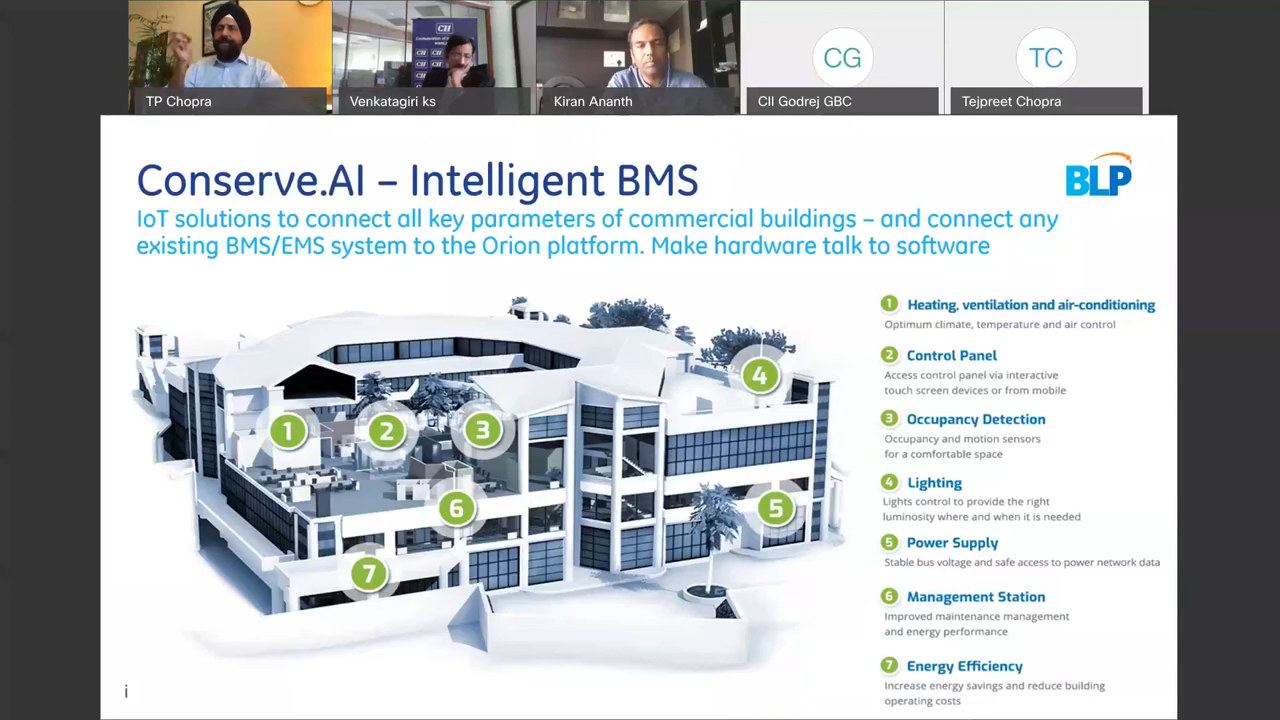 CII
TP Chopra
Venkatagiri ks
Kiran Ananth
CG
CII Godrej GBC
TC
Tejpreet Chopra
Conserve.AI – Intelligent BMS
BLP
IoT solutions to connect all key parameters of commercial buildings – and connect any
existing BMS/EMS system to the Orion platform. Make hardware talk to software
1 Heating, ventilation and air-conditioning
Optimum climate, temperature and air control
2 Control Panel
Access control panel via interactive
touch screen devices or from mobile
3 Occupancy Detection
Occupancy and motion sensors
for a comfortable space
4 Lighting
Lights control to provide the right
luminosity where and when it is needed
5 Power Supply
Stable bus voltage and safe access to power network data
6 Management Station
Improved maintenance management
and energy performance
7 Energy Efficiency
Increase energy savings and reduce building
operating costs
4
1 2 3
6 5
7
i